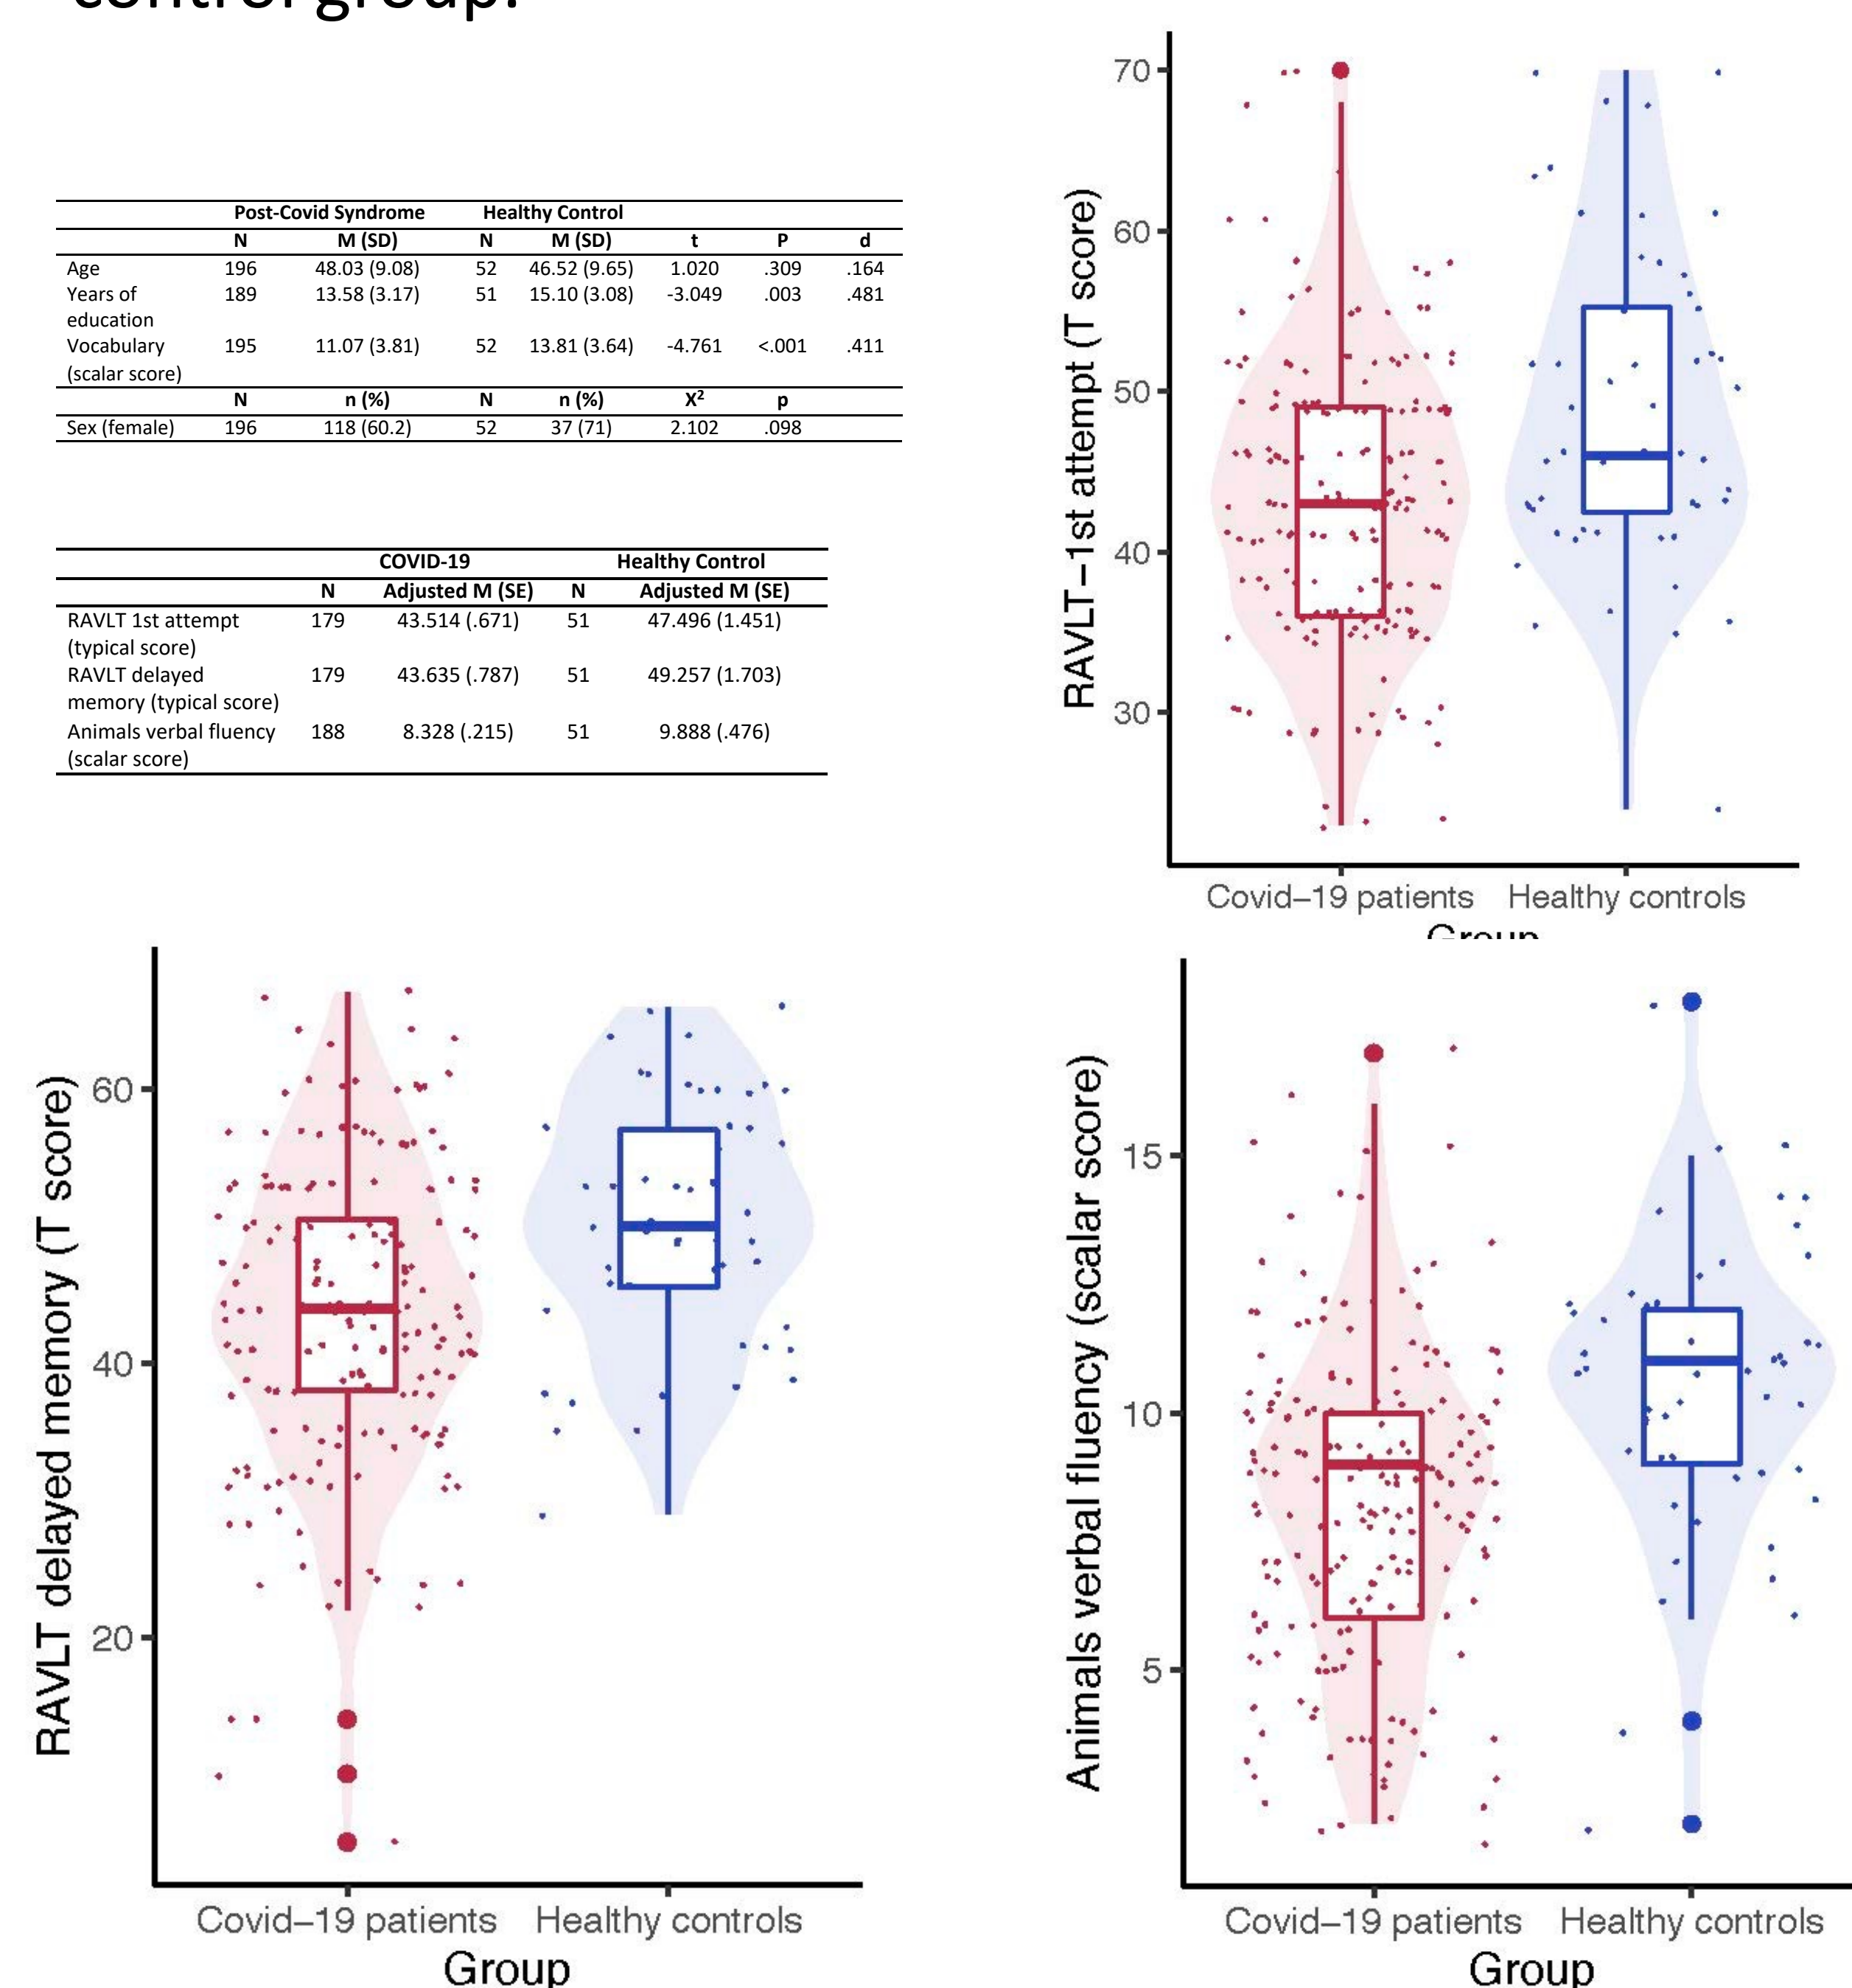 control group.
Post-Covid Syndrome Healthy Control
N M (SD) N M (SD) t P d
Age 196 48.03 (9.08) 52 46.52 (9.65) 1.020 .309 .164
Years of 189 13.58 (3.17) 51 15.10 (3.08) -3.049 .003 .481
education
Vocabulary 195 11.07 (3.81) 52 13.81 (3.64) -4.761 <.001 .411
(scalar score)
N n (%) N n (%) X² p
Sex (female) 196 118 (60.2) 52 37 (71) 2.102 .098
COVID-19 Healthy Control
N Adjusted M (SE) N Adjusted M (SE)
RAVLT 1st attempt 179 43.514 (.671) 51 47.496 (1.451)
(typical score)
RAVLT delayed 179 43.635 (.787) 51 49.257 (1.703)
memory (typical score)
Animals verbal fluency 188 8.328 (.215) 51 9.888 (.476)
(scalar score)
RAVLT–1st attempt (T score)
70
60
50
40
30
Covid–19 patients Healthy controls
Group
RAVLT delayed memory (T score)
60
40
20
Covid–19 patients Healthy controls
Group
Animals verbal fluency (scalar score)
15
10
5
Covid–19 patients Healthy controls
Group